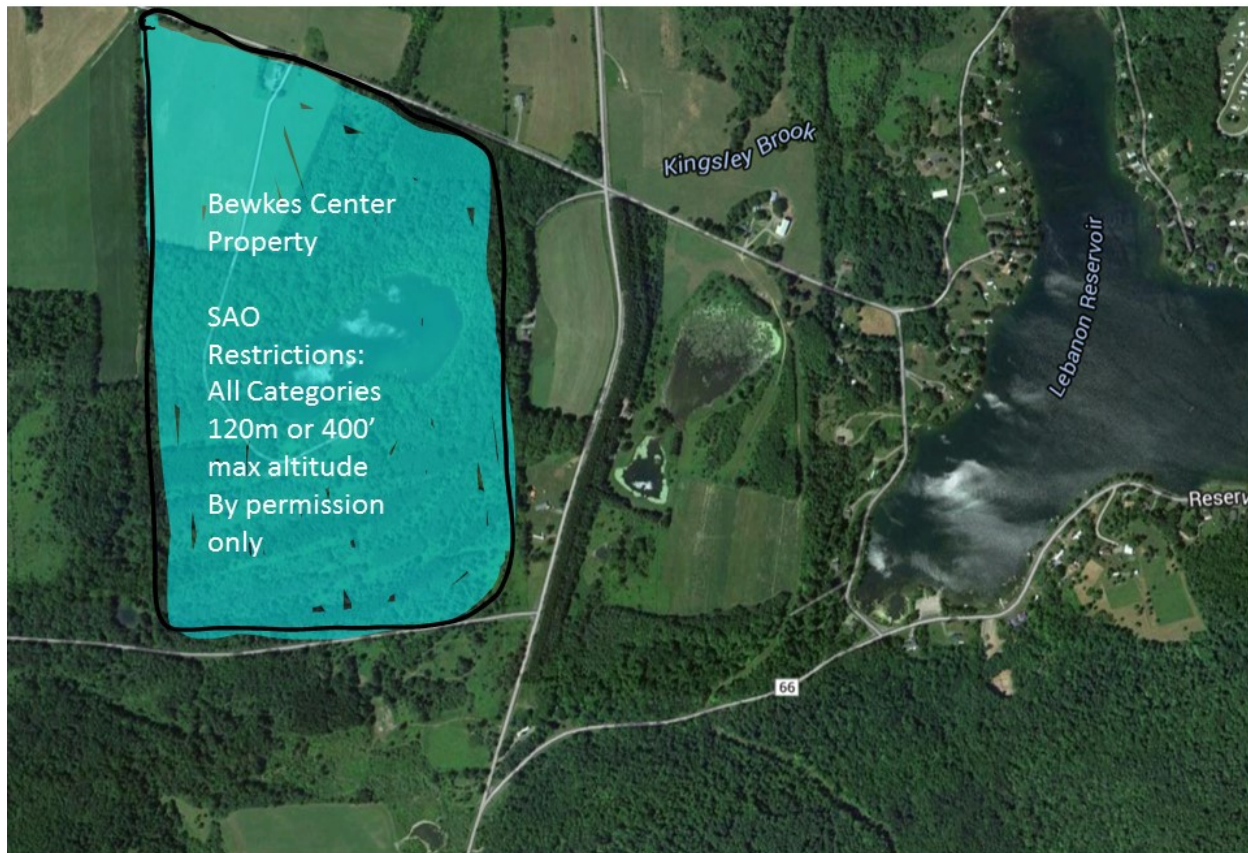 Bewkes Center
Property
SAO
Restrictions:
All Categories
120m or 400’
max altitude
By permission
only
Kingsley Brook
Lebanon Reservoir
Reserv
66